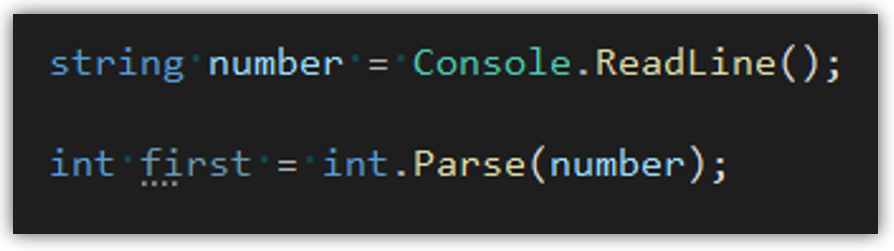 string number = Console.ReadLine();
int first = int.Parse(number);